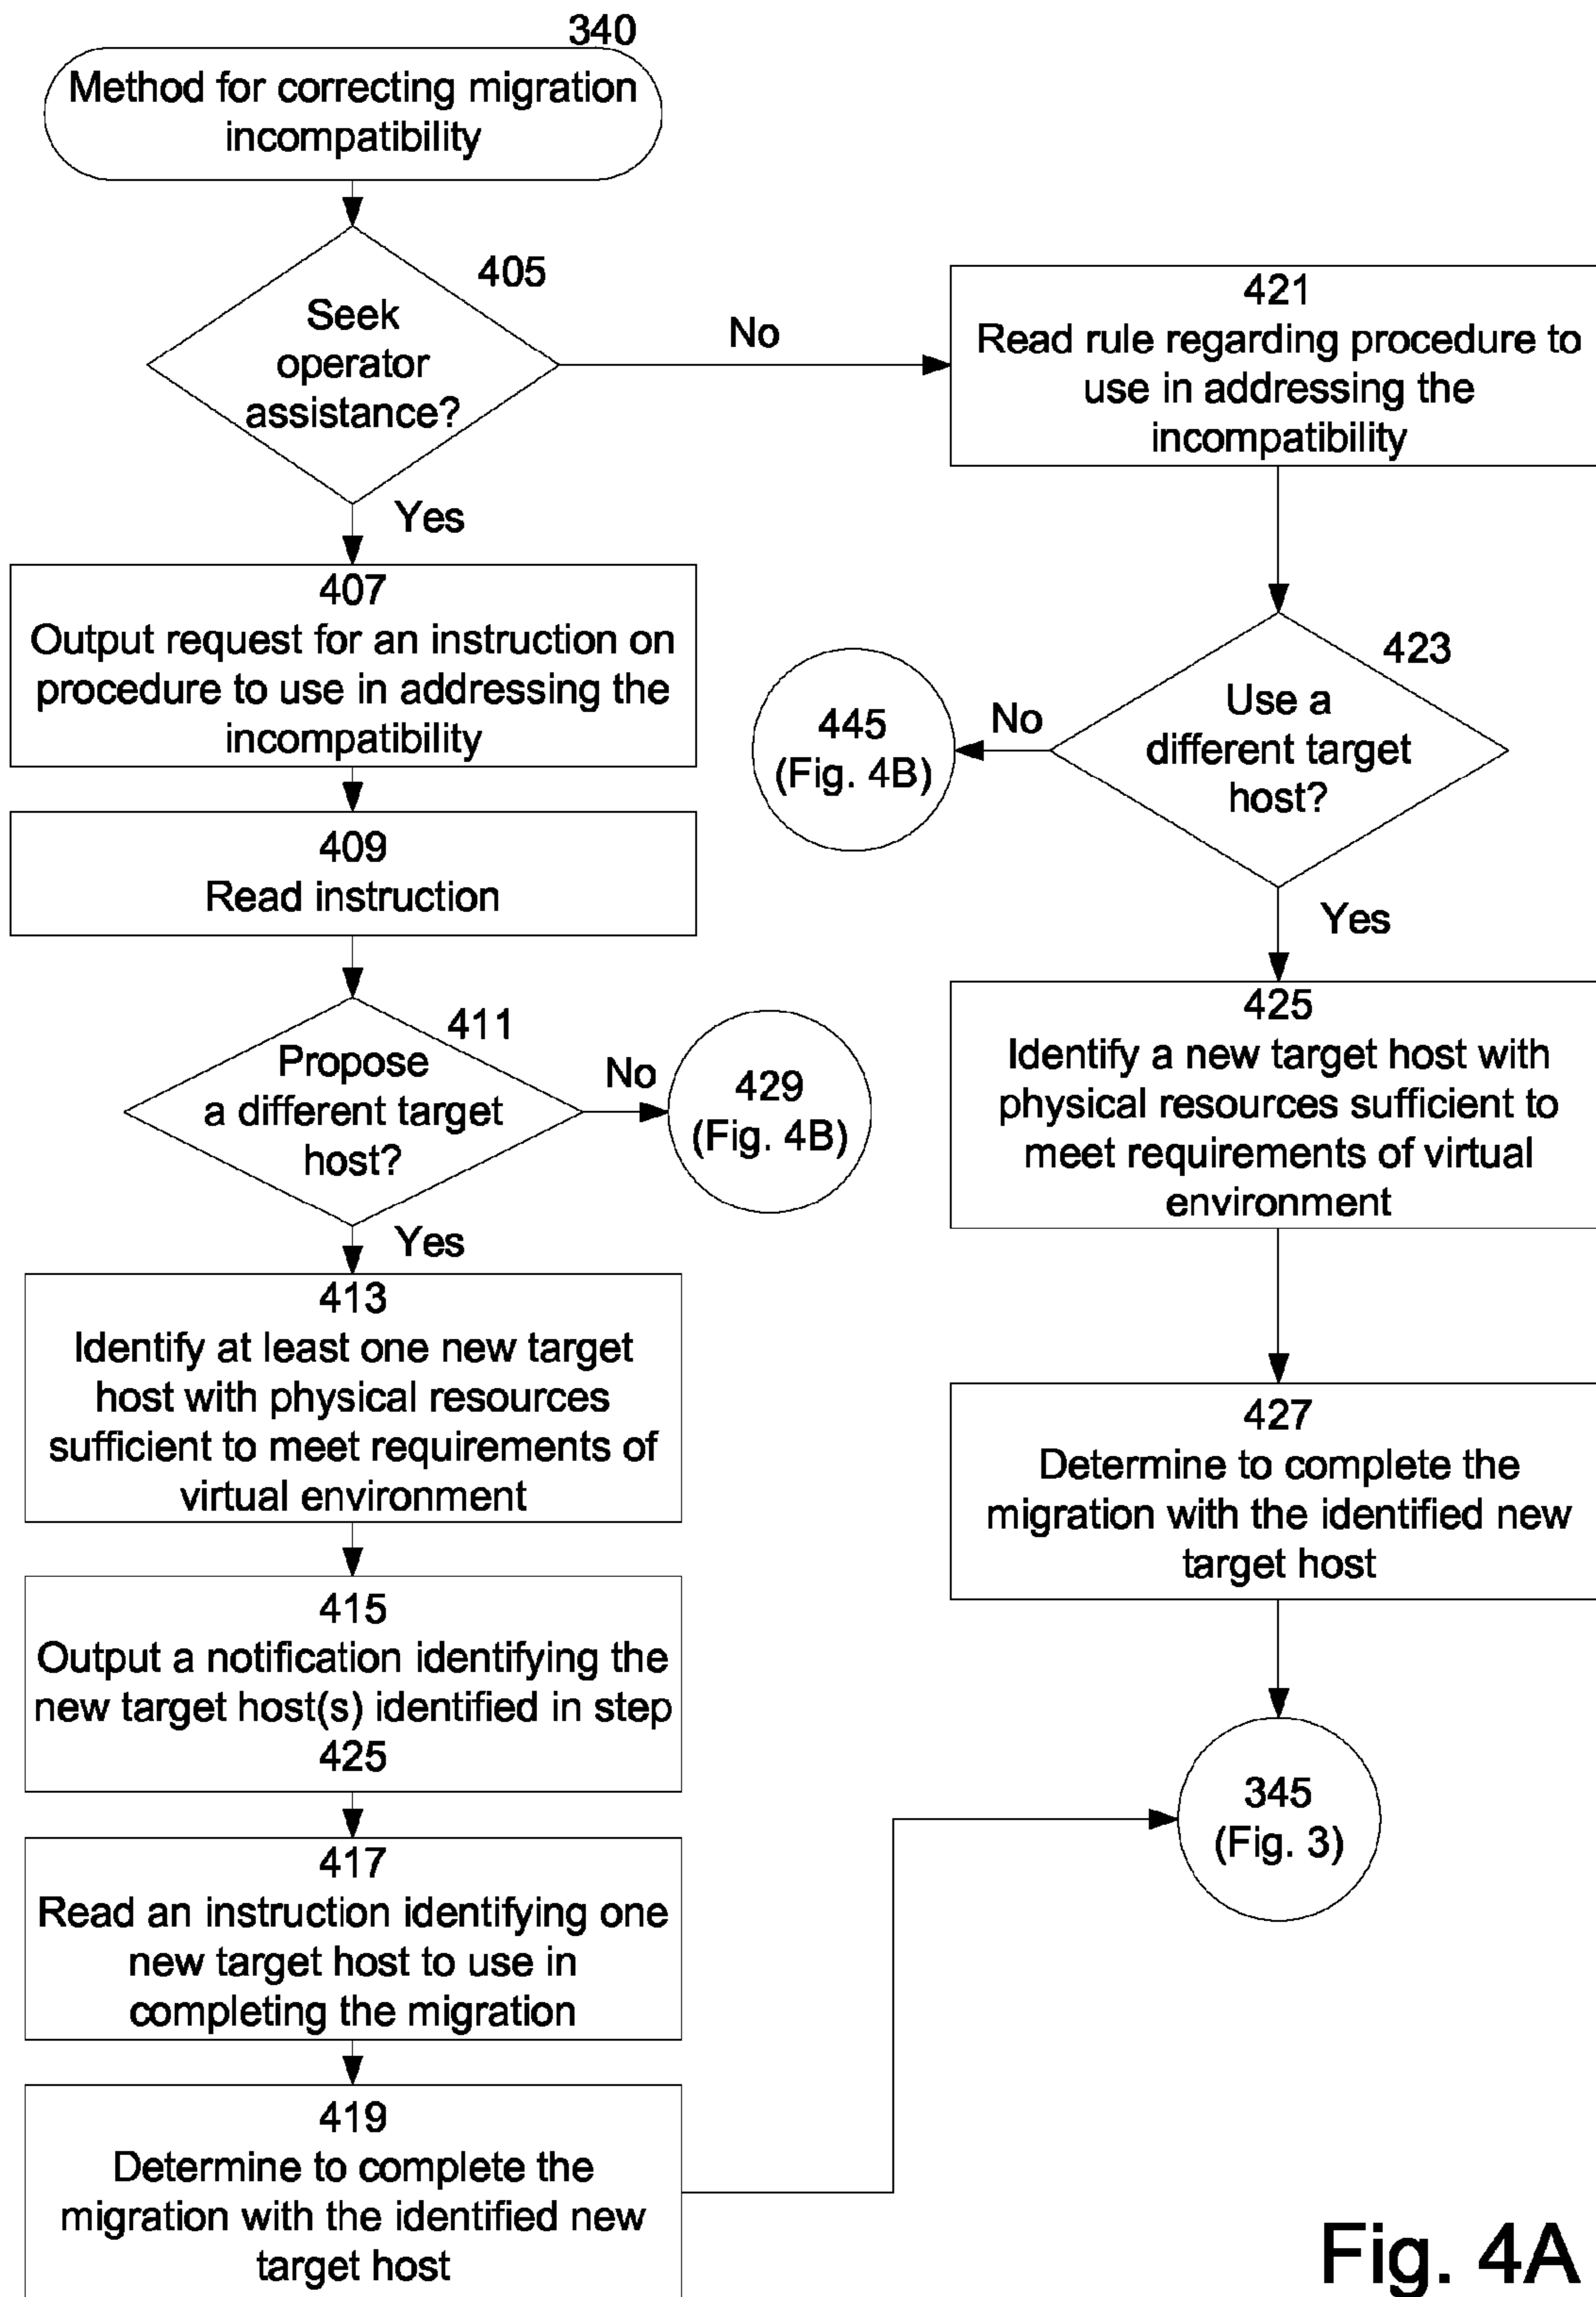 340
Method for correcting migration
incompatibility
405
Seek
operator
assistance?
No
Yes
407
Output request for an instruction on
procedure to use in addressing the
incompatibility
409
Read instruction
411
Propose
a different target
host?
No
429
(Fig. 4B)
Yes
413
Identify at least one new target
host with physical resources
sufficient to meet requirements of
virtual environment
415
Output a notification identifying the
new target host(s) identified in step
425
417
Read an instruction identifying one
new target host to use in
completing the migration
419
Determine to complete the
migration with the identified new
target host
421
Read rule regarding procedure to
use in addressing the
incompatibility
423
Use a
different target
host?
No
445
(Fig. 4B)
Yes
425
Identify a new target host with
physical resources sufficient to
meet requirements of virtual
environment
427
Determine to complete the
migration with the identified new
target host
345
(Fig. 3)
Fig. 4A